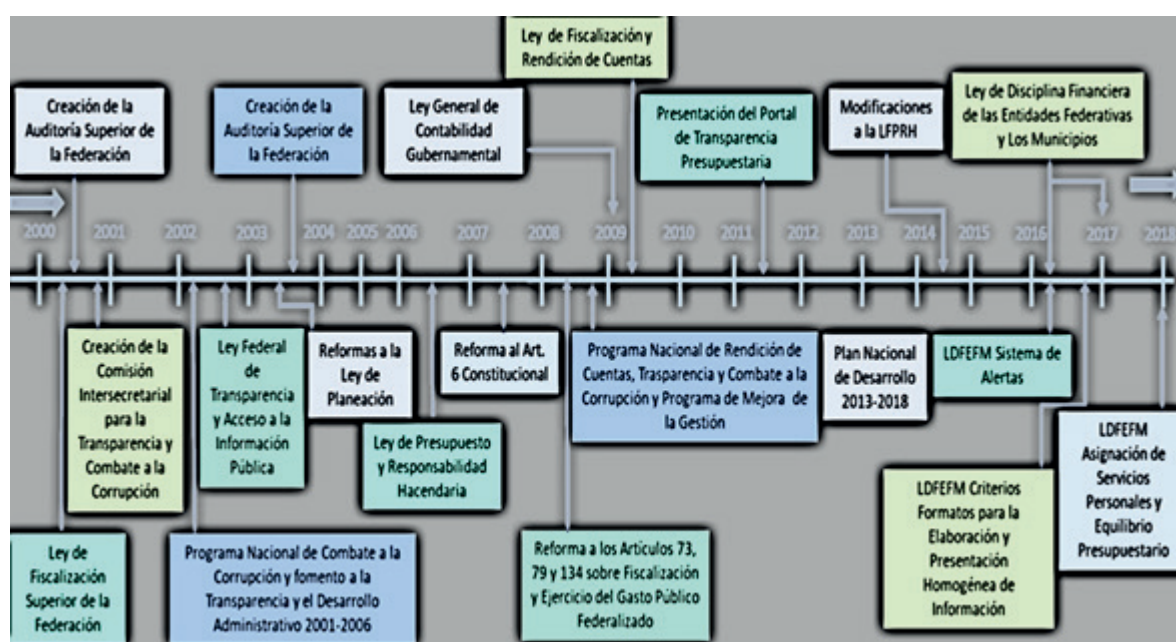 Ley de Fiscalización y
Rendición de Cuentas
Creación de la
Auditoría Superior de
la Federación
Creación de la
Auditoría Superior de
la Federación
Ley General de
Contabilidad
Gubernamental
Presentación del Portal
de Transparencia
Presupuestaria
Modificaciones
a la LFPRH
Ley de Disciplina Financiera
de las Entidades Federativas
y Los Municipios
2000 2001 2002 2003 2004 2005 2006 2007 2008 2009 2010 2011 2012 2013 2014 2015 2016 2017 2018
Creación de la
Comisión
Intersecretarial
para la
Transparencia y
Combate a la
Corrupción
Ley Federal
de
Transparencia
y Acceso a la
Información
Pública
Reformas a la
Ley de
Planeación
Ley de Presupuesto
y Responsabilidad
Hacendaria
Reforma al Art.
6 Constitucional
Programa Nacional de Rendición de
Cuentas, Trasparencia y Combate a la
Corrupción y Programa de Mejora de
la Gestión
Plan Nacional
de Desarrollo
2013-2018
LDFEFM Sistema de
Alertas
Ley de
Fiscalización
Superior de la
Federación
Programa Nacional de Combate a la
Corrupción y fomento a la
Transparencia y el Desarrollo
Administrativo 2001-2006
Reforma a los Artículos 73,
79 y 134 sobre Fiscalización
y Ejercicio del Gasto Público
Federalizado
LDFEFM Criterios
Formatos para la
Elaboración y
Presentación
Homogénea de
Información
LDFEFM
Asignación de
Servicios
Personales y
Equilibrio
Presupuestario